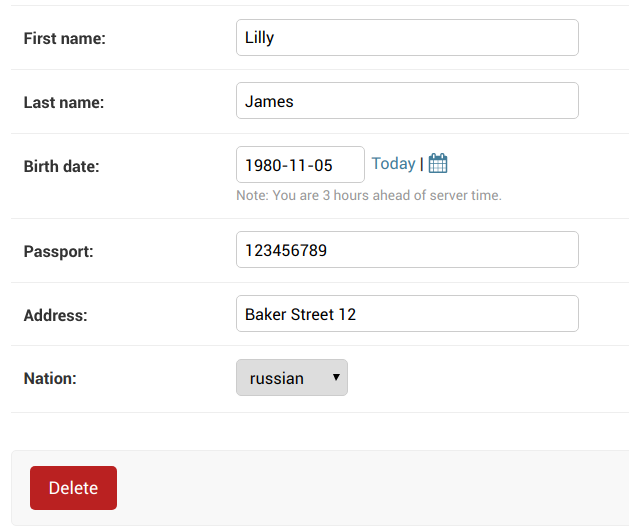 First name: Lilly
Last name: James
Birth date: 1980-11-05 Today |
Note: You are 3 hours ahead of server time.
Passport: 123456789
Address: Baker Street 12
Nation: russian
Delete